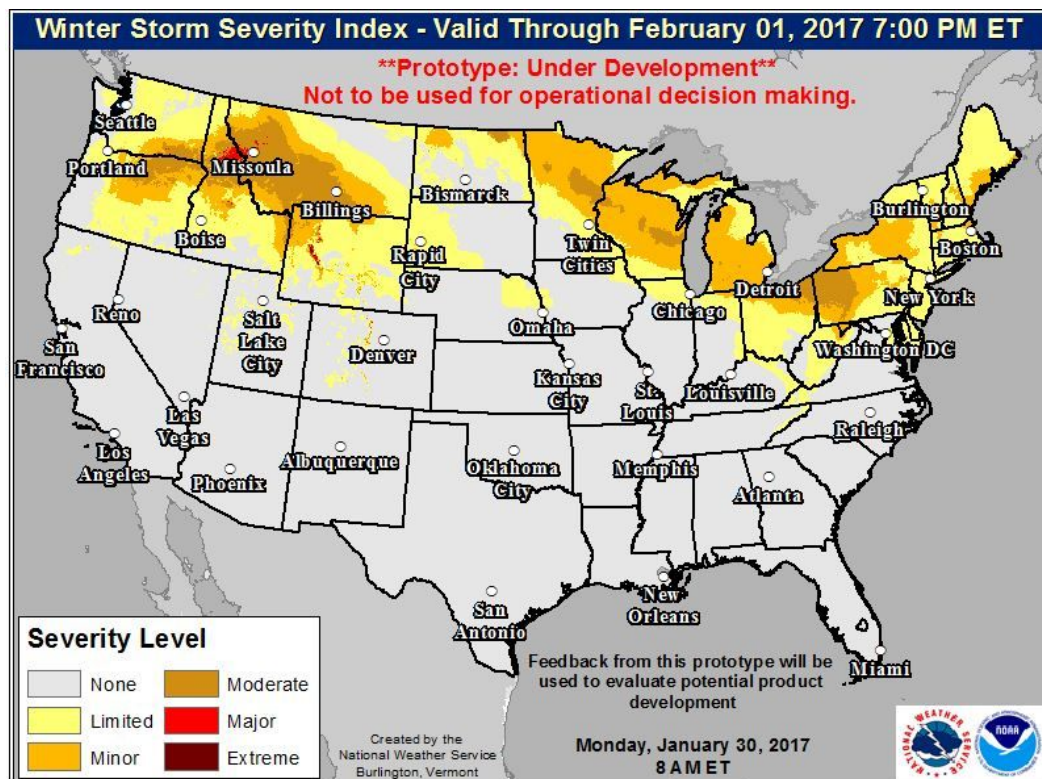 Winter Storm Severity Index - Valid Through February 01, 2017 7:00 PM ET
**Prototype: Under Development**
Not to be used for operational decision making.
Seattle
Portland
Missoula
Billings
Bismarck
Boise
Rapid
City
Twin
Cities
Burlington
Boston
Detroit
New York
Chicago
Reno
Salt
Lake
City
Omaha
Denver
Washington DC
San
Francisco
Kansas
City
St.
Louis
Louisville
Las
Vegas
Raleigh
Los
Angeles
Albuquerque
Oklahoma
City
Memphis
Phoenix
Atlanta
San
Antonio
New
Orleans
Miami
Severity Level
None
Limited
Minor
Moderate
Major
Extreme
Feedback from this prototype will be
used to evaluate potential product
development
Created by the
National Weather Service
Burlington, Vermont
Monday, January 30, 2017
8 AM ET
NATIONAL WEATHER
SERVICE
NOAA